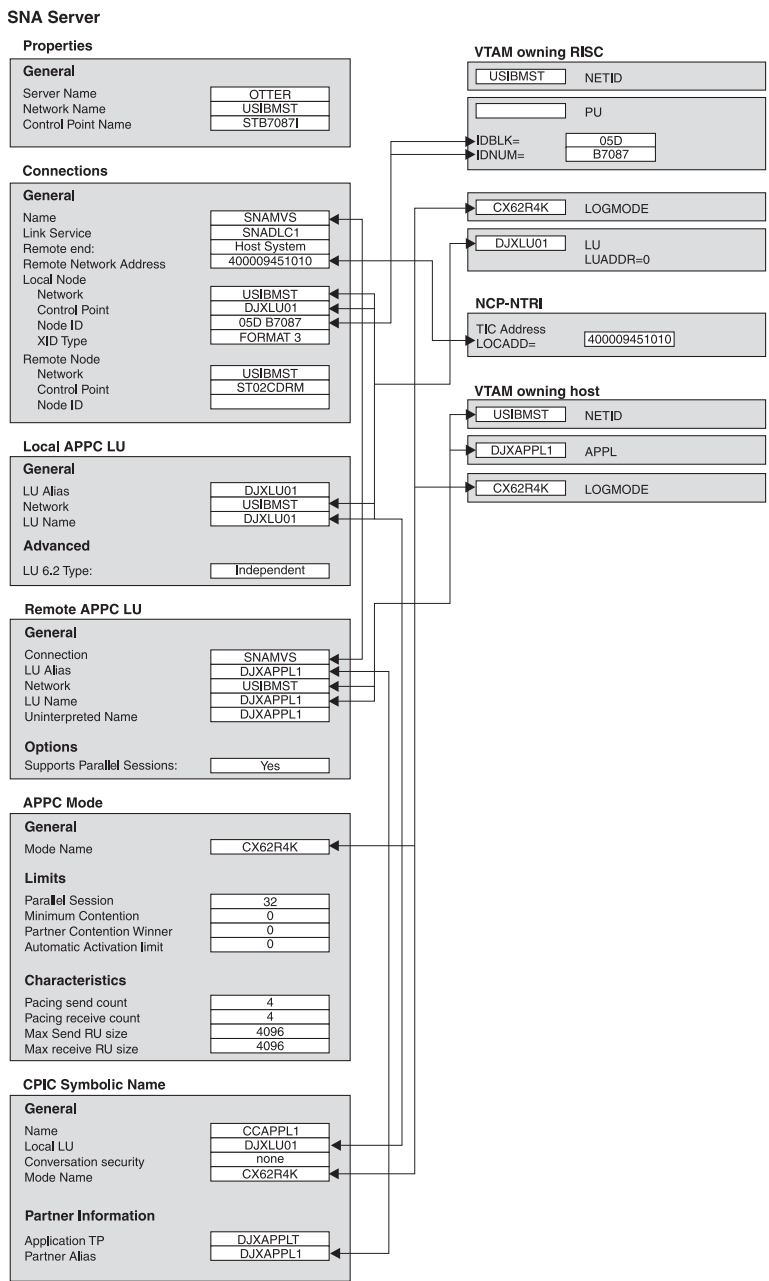 SNA Server
Properties
General
Server Name OTTER
Network Name USIBMST
Control Point Name STB7087I
Connections
General
Name SNAMVS
Link Service SNADLC1
Remote end: Host System
Remote Network Address 400009451010
Local Node
Network USIBMST
Control Point DJXLU01
Node ID 05D B7087
XID Type FORMAT 3
Remote Node
Network USIBMST
Control Point ST02CDRM
Node ID
Local APPC LU
General
LU Alias DJXLU01
Network USIBMST
LU Name DJXLU01
Advanced
LU 6.2 Type: Independent
Remote APPC LU
General
Connection SNAMVS
LU Alias DJXAPPL1
Network USIBMST
LU Name DJXAPPL1
Uninterpreted Name DJXAPPL1
Options
Supports Parallel Sessions: Yes
APPC Mode
General
Mode Name CX62R4K
Limits
Parallel Session 32
Minimum Contention 0
Partner Contention Winner 0
Automatic Activation limit 0
Characteristics
Pacing send count 4
Pacing receive count 4
Max Send RU size 4096
Max receive RU size 4096
CPIC Symbolic Name
General
Name CCAPPL1
Local LU DJXLU01
Conversation security none
Mode Name CX62R4K
Partner Information
Application TP DJXAPPLT
Partner Alias DJXAPPL1
VTAM owning RISC
USIBMST NETID
PU
IDBLK= 05D
IDNUM= B7087
CX62R4K LOGMODE
DJXLU01 LU
LUADDR=0
NCP-NTRI
TIC Address
LOCADD= 400009451010
VTAM owning host
USIBMST NETID
DJXAPPL1 APPL
CX62R4K LOGMODE